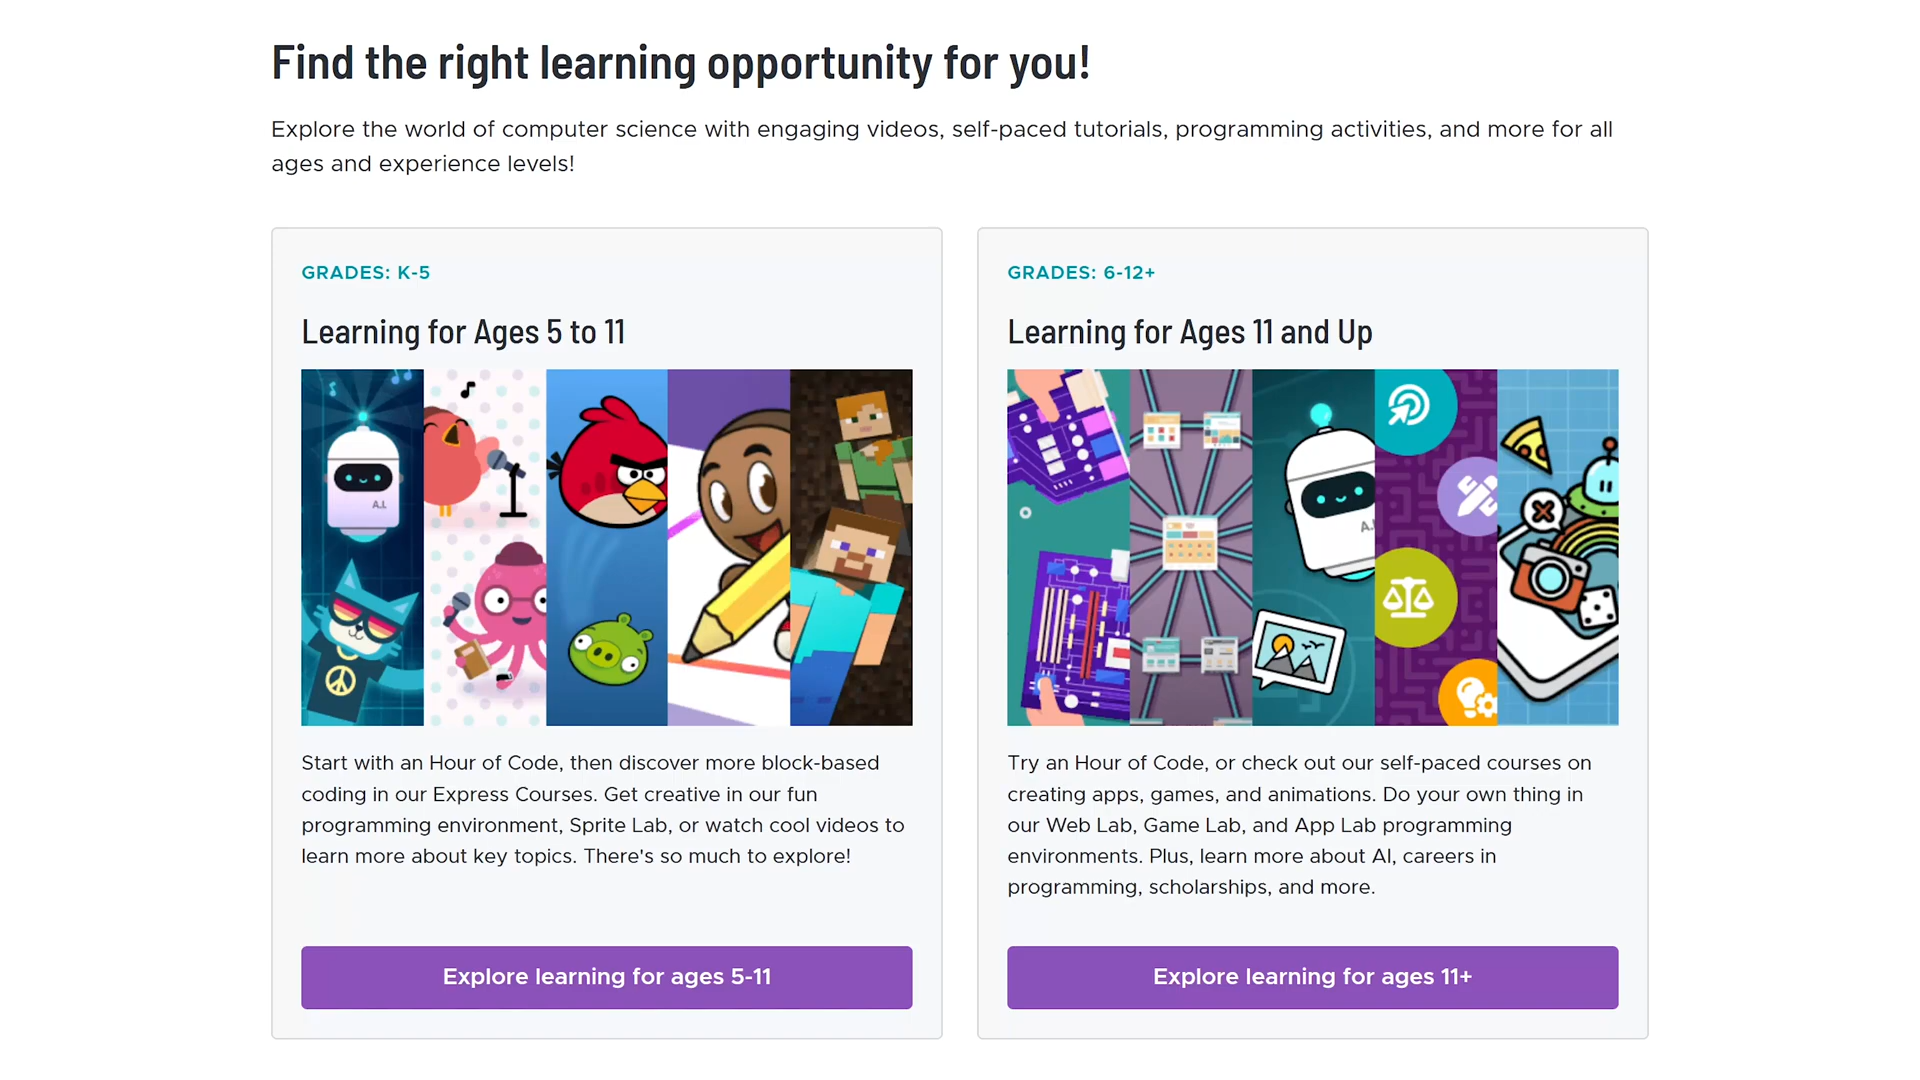 Find the right learning opportunity for you!
Explore the world of computer science with engaging videos, self-paced tutorials, programming activities, and more for all
ages and experience levels!
GRADES: K-5
Learning for Ages 5 to 11
A.I.
Start with an Hour of Code, then discover more block-based
coding in our Express Courses. Get creative in our fun
programming environment, Sprite Lab, or watch cool videos to
learn more about key topics. There's so much to explore!
Explore learning for ages 5-11
GRADES: 6-12+
Learning for Ages 11 and Up
A.I
Try an Hour of Code, or check out our self-paced courses on
creating apps, games, and animations. Do your own thing in
our Web Lab, Game Lab, and App Lab programming
environments. Plus, learn more about AI, careers in
programming, scholarships, and more.
Explore learning for ages 11+